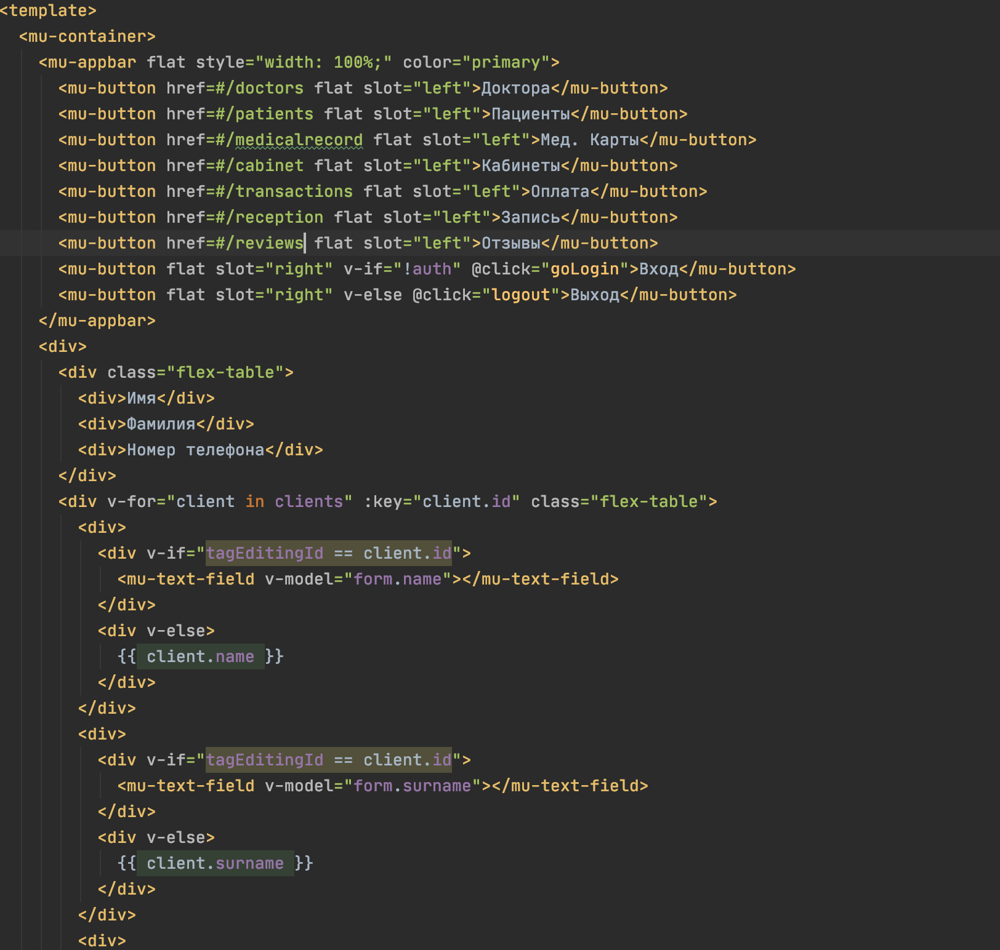 <template>
<mu-container>
<mu-appbar flat style="width: 100%;" color="primary">
<mu-button href=#/doctors flat slot="left">Доктора</mu-button>
<mu-button href=#/patients flat slot="left">Пациенты</mu-button>
<mu-button href=#/medicalrecord flat slot="left">Мед. Карты</mu-button>
<mu-button href=#/cabinet flat slot="left">Кабинеты</mu-button>
<mu-button href=#/transactions flat slot="left">Оплата</mu-button>
<mu-button href=#/reception flat slot="left">Запись</mu-button>
<mu-button href=#/reviews flat slot="left">Отзывы</mu-button>
<mu-button flat slot="right" v-if="!auth" @click="goLogin">Вход</mu-button>
<mu-button flat slot="right" v-else @click="logout">Выход</mu-button>
</mu-appbar>
<div>
<div class="flex-table">
<div>Имя</div>
<div>Фамилия</div>
<div>Номер телефона</div>
</div>
<div v-for="client in clients" :key="client.id" class="flex-table">
<div>
<div v-if="tagEditingId == client.id">
<mu-text-field v-model="form.name"></mu-text-field>
</div>
<div v-else>
{{ client.name }}
</div>
</div>
<div>
<div v-if="tagEditingId == client.id">
<mu-text-field v-model="form.surname"></mu-text-field>
</div>
<div v-else>
{{ client.surname }}
</div>
</div>
<div>